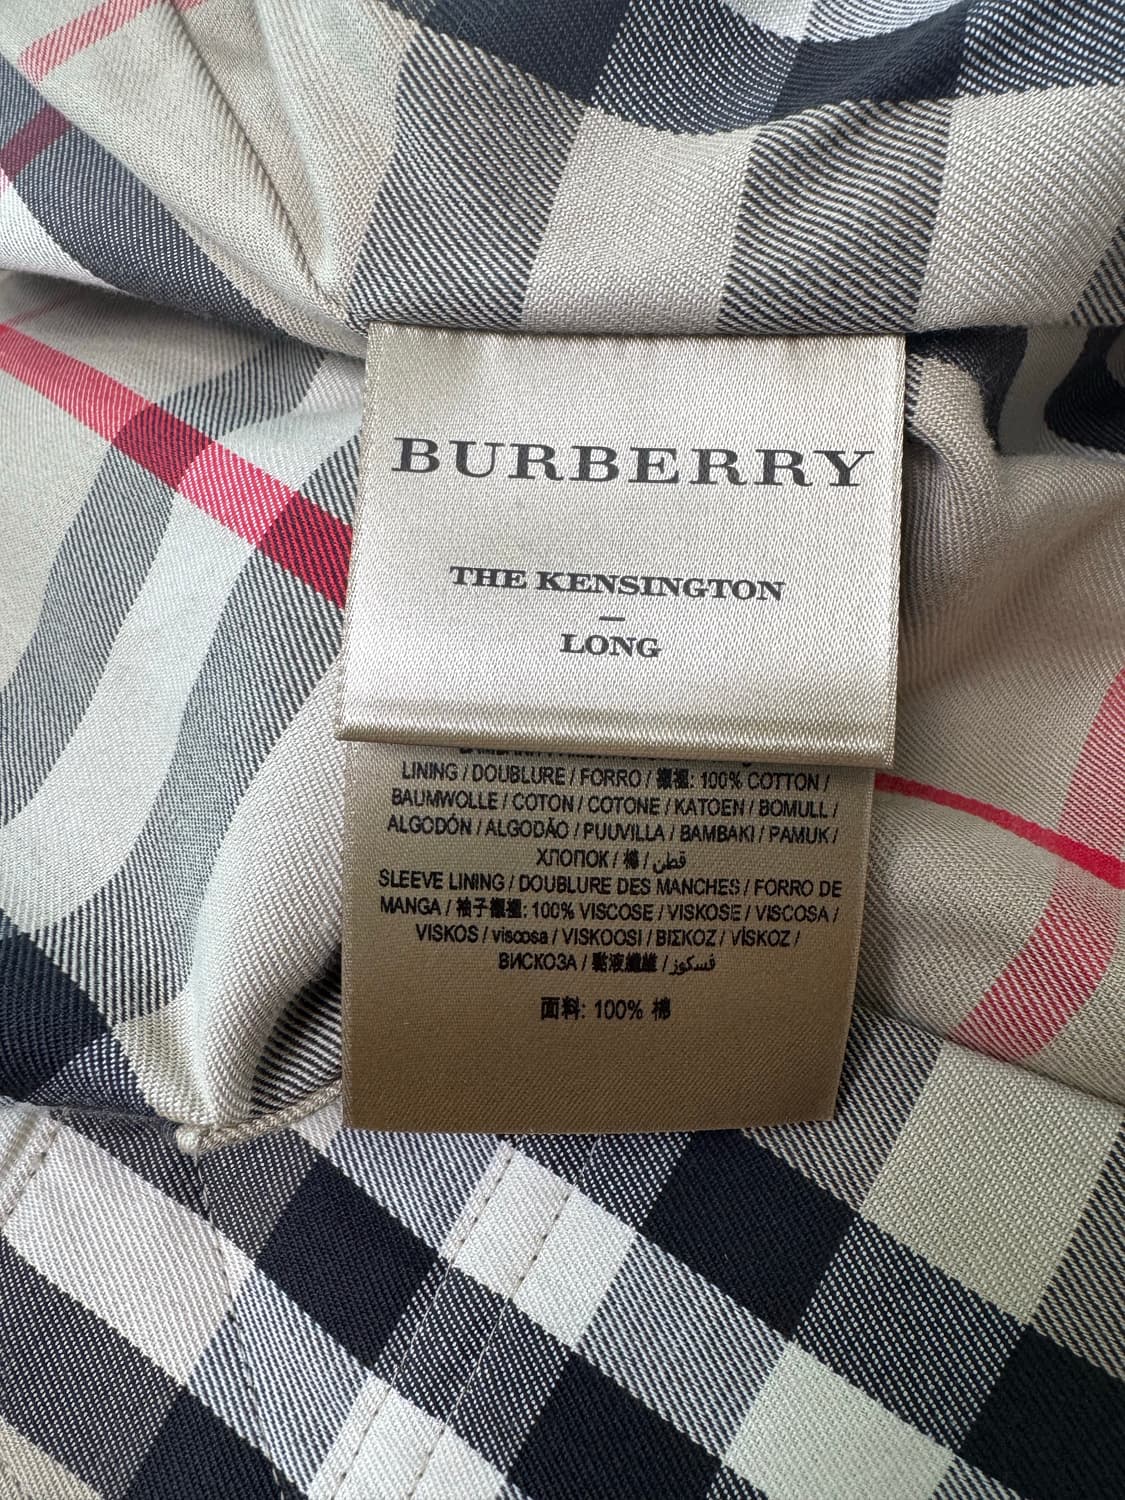 BURBERRY
THE KENSINGTON
—
LONG
LINING / DOUBLURE / FORRO / 襯裡: 100% COTTON /
BAUMWOLLE / COTON / COTONE / KATOEN / BOMULL /
ALGODÓN / ALGODÃO / PUUVILLA / BAMBAKI / PAMUK /
ХЛОПОК / 棉 / قطن /
SLEEVE LINING / DOUBLURE DES MANCHES / FORRO DE
MANGA / 袖子襯裡: 100% VISCOSE / VISKOSE / VISCOSA /
VISKOS / viscosa / VISKOOSI / ΒΙΣΚΟΖ / VİSKOZ /
ВИСКОЗА / 黏液纖維 / فسكوز /
面料: 100% 棉